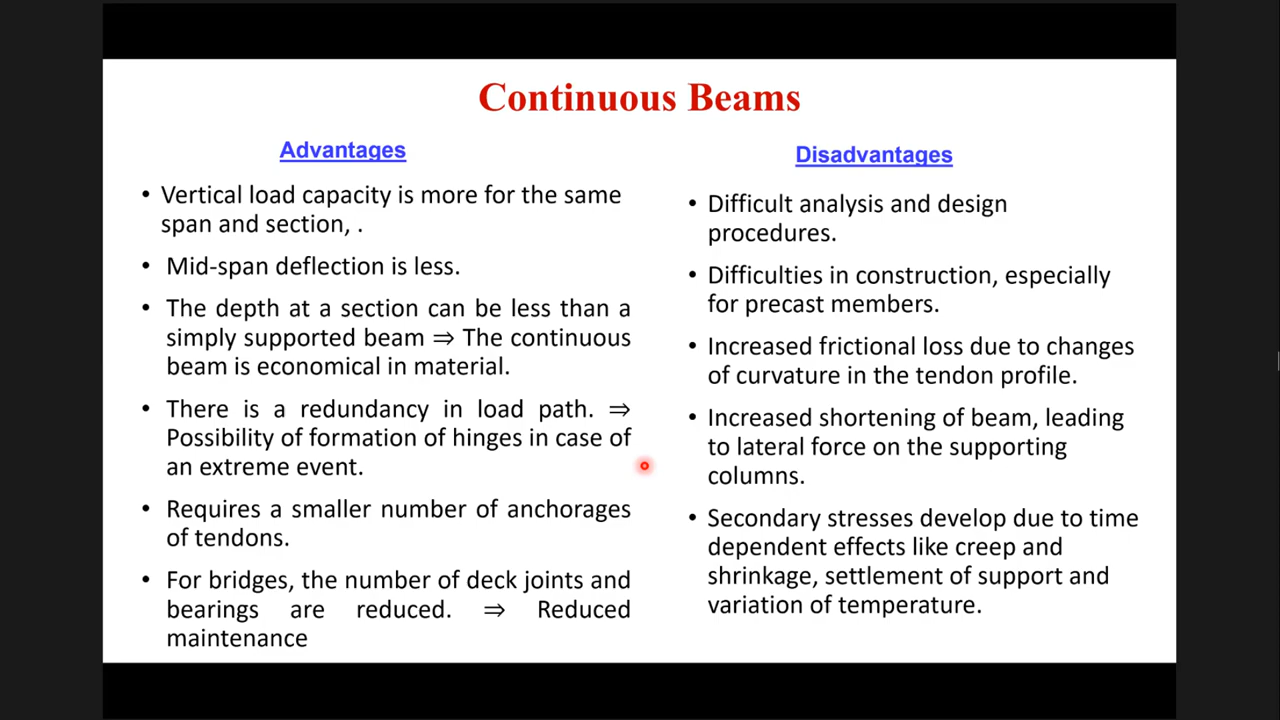 Continuous Beams
Advantages
• Vertical load capacity is more for the same
span and section, .
• Mid-span deflection is less.
• The depth at a section can be less than a
simply supported beam ⇒ The continuous
beam is economical in material.
• There is a redundancy in load path. ⇒
Possibility of formation of hinges in case of
an extreme event.
• Requires a smaller number of anchorages
of tendons.
• For bridges, the number of deck joints and
bearings are reduced. ⇒ Reduced
maintenance
Disadvantages
• Difficult analysis and design
procedures.
• Difficulties in construction, especially
for precast members.
• Increased frictional loss due to changes
of curvature in the tendon profile.
• Increased shortening of beam, leading
to lateral force on the supporting
columns.
• Secondary stresses develop due to time
dependent effects like creep and
shrinkage, settlement of support and
variation of temperature.